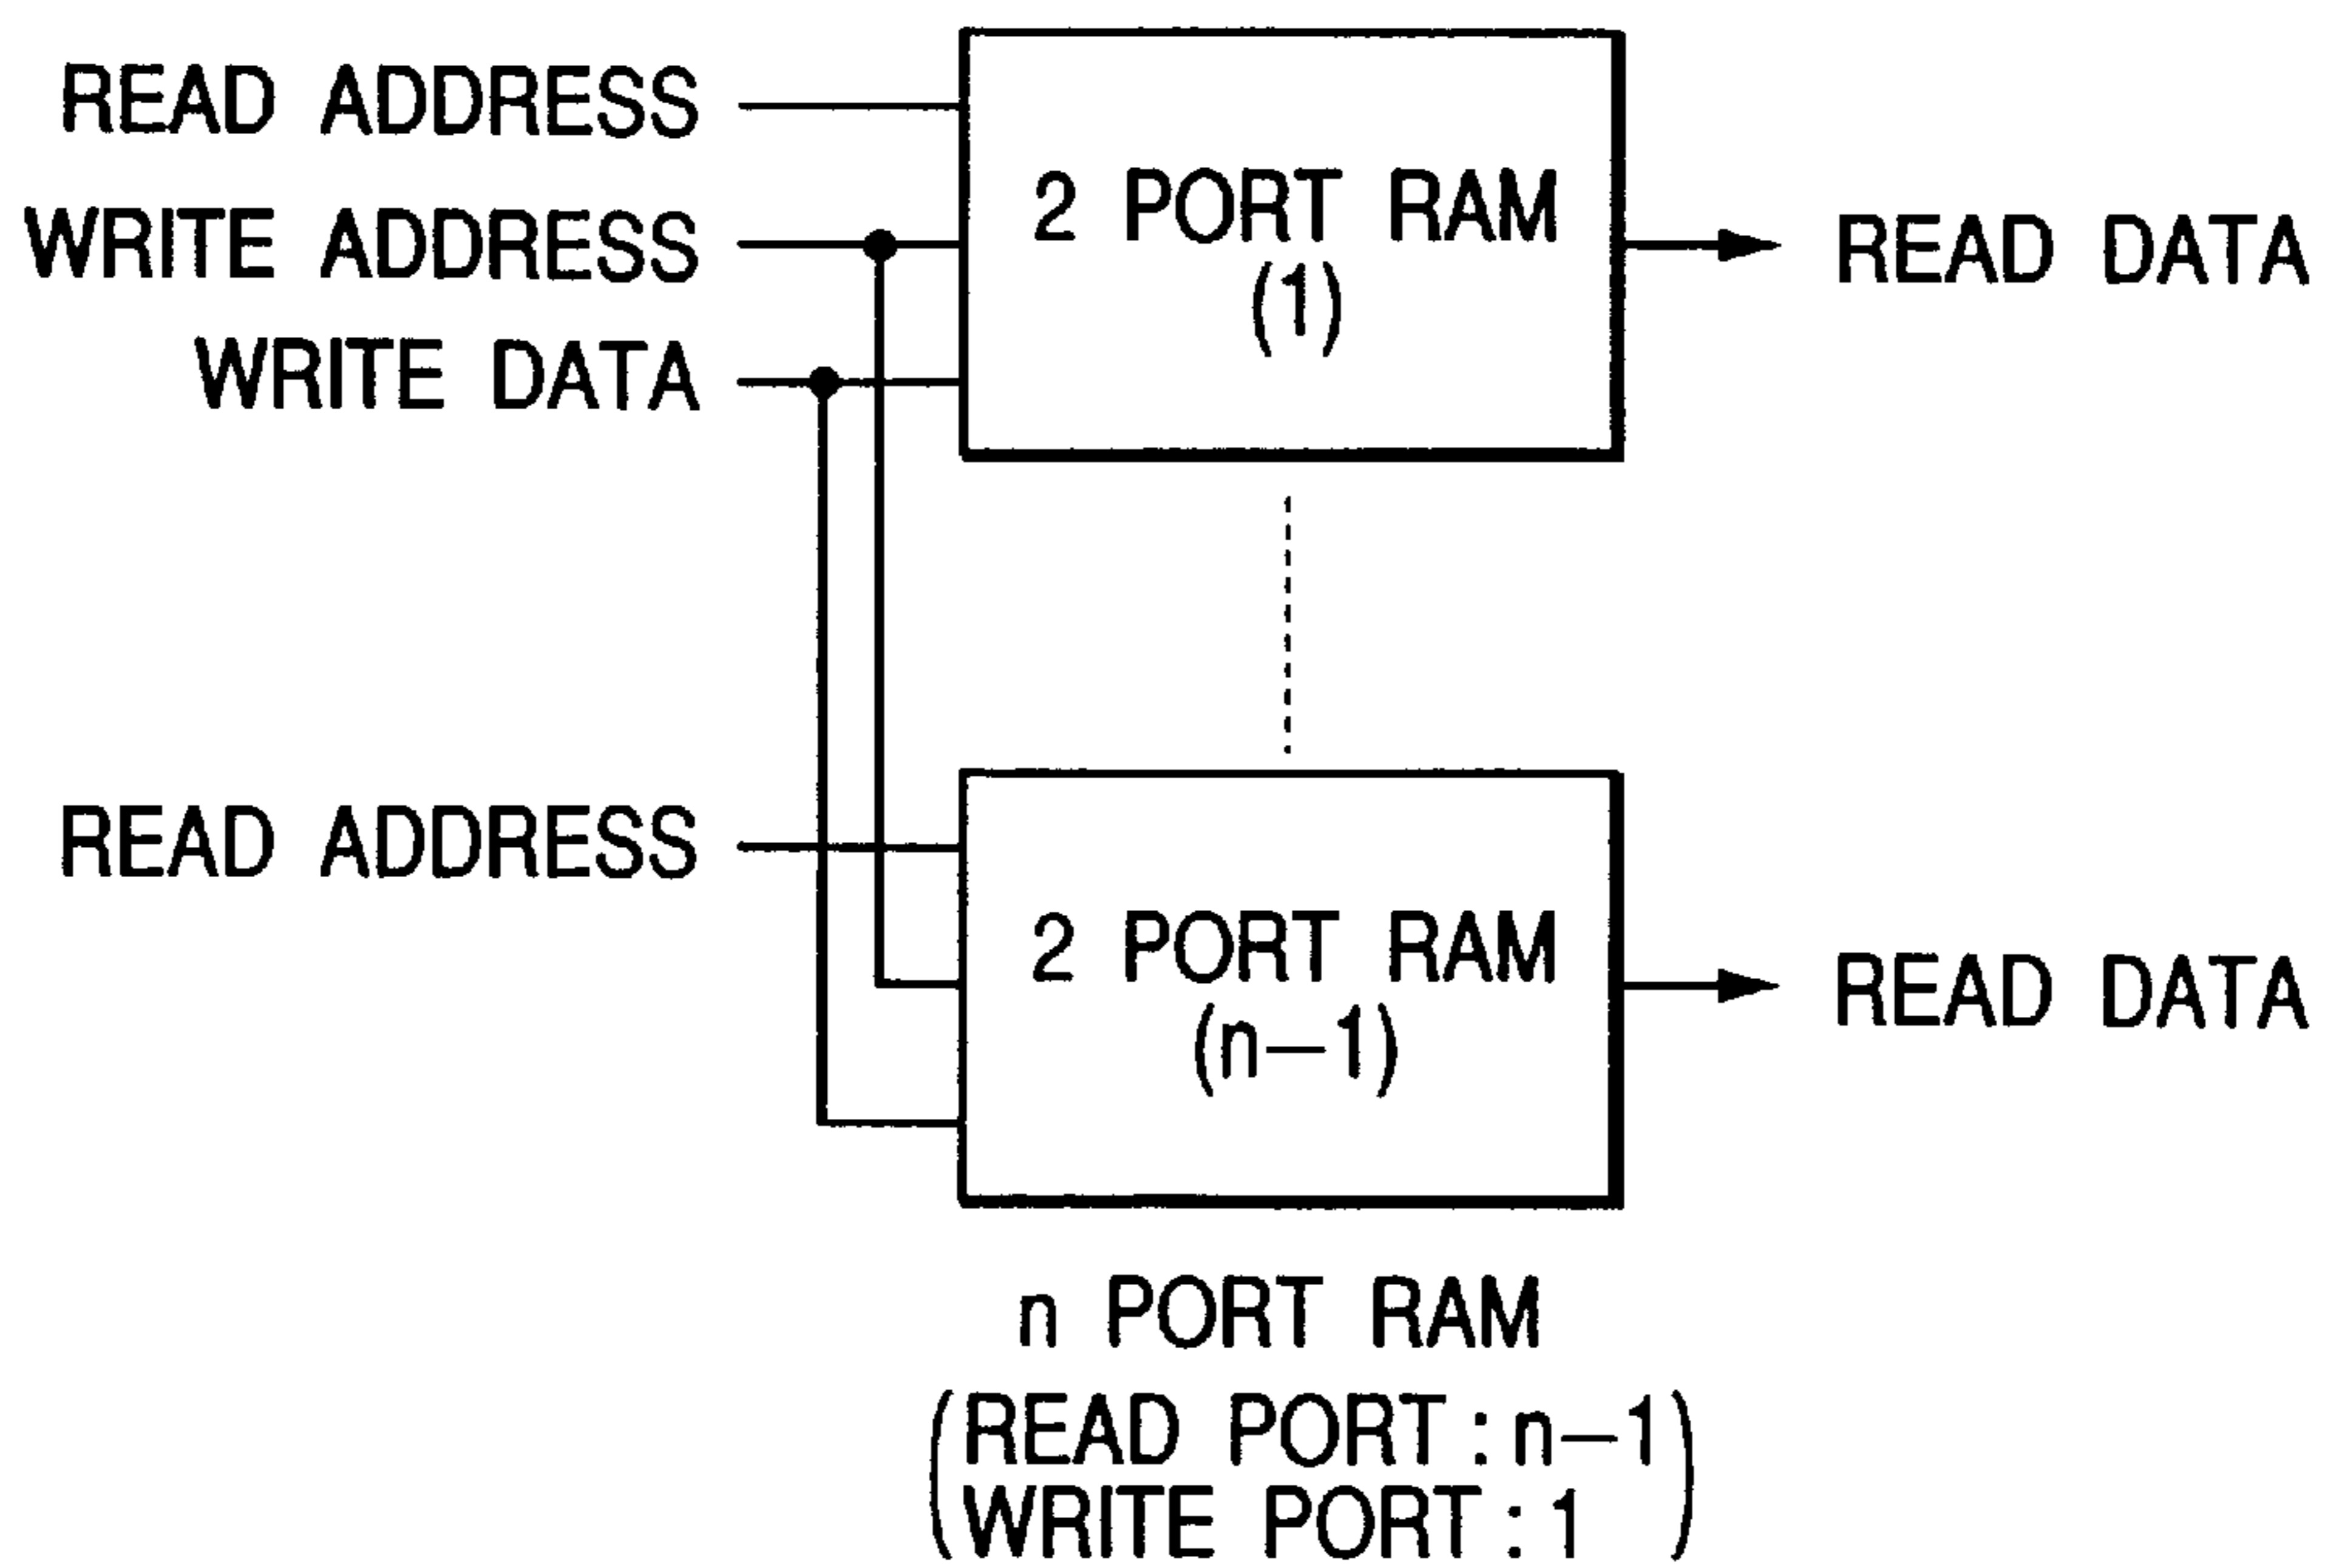 READ ADDRESS
WRITE ADDRESS
WRITE DATA
2 PORT RAM
(1)
READ DATA
READ ADDRESS
2 PORT RAM
(n—1)
READ DATA
n PORT RAM
(READ PORT : n—1
WRITE PORT : 1)